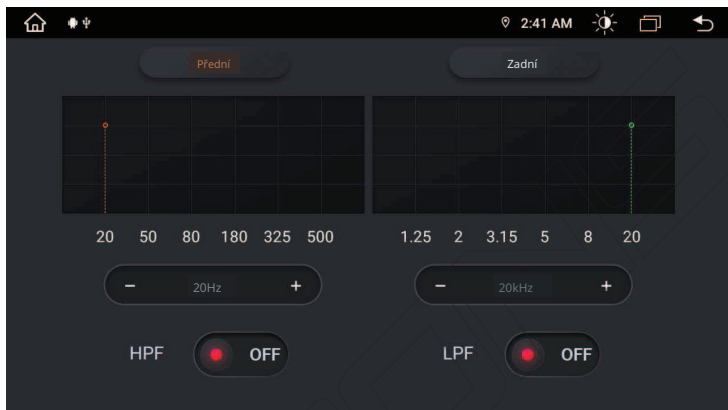 2:41 AM
Přední Zadní
20 50 80 180 325 500 1.25 2 3.15 5 8 20
− 20Hz + − 20kHz +
HPF OFF LPF OFF